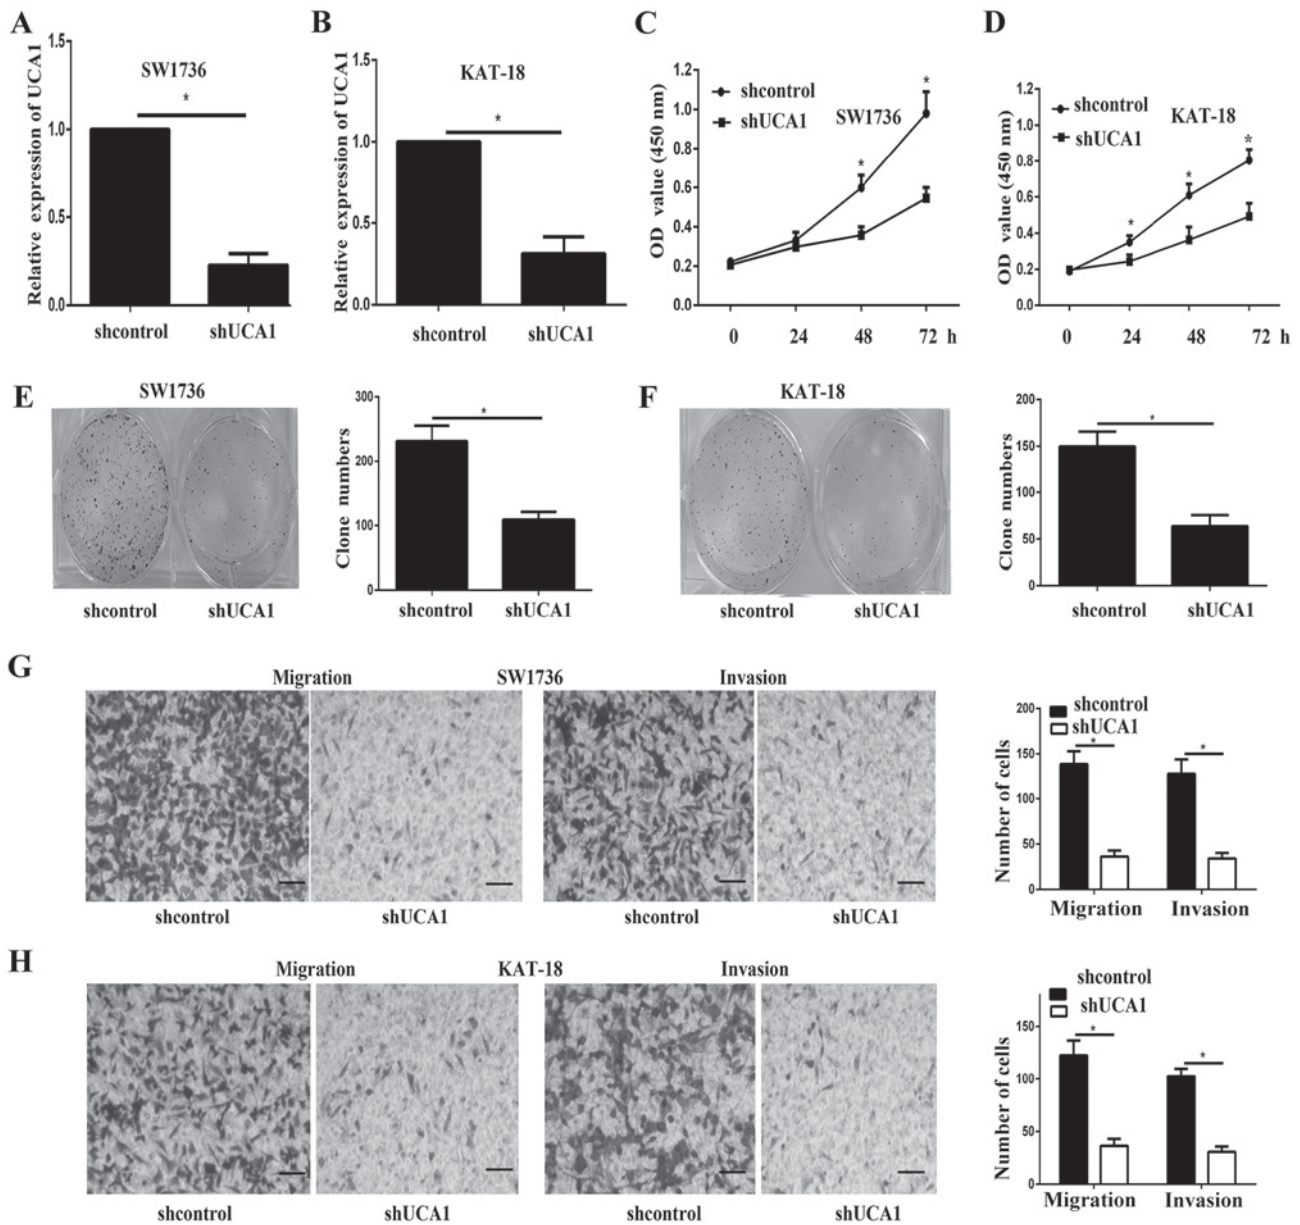 A
Relative expression of UCA1
1.5
1.0
0.5
0.0
SW1736
*
shcontrol shUCA1
B
Relative expression of UCA1
1.5
1.0
0.5
0.0
KAT-18
*
shcontrol shUCA1
C
OD value (450 nm)
1.2
1.0
0.8
0.6
0.4
0.2
0.0
shcontrol
shUCA1
SW1736
*
*
0 24 48 72 h
D
OD value (450 nm)
1.2
1.0
0.8
0.6
0.4
0.2
0.0
shcontrol
shUCA1
KAT-18
*
*
*
0 24 48 72 h
E
SW1736
shcontrol shUCA1
Clone numbers
300
200
100
0
*
shcontrol shUCA1
F
KAT-18
shcontrol shUCA1
Clone numbers
200
150
100
50
0
*
shcontrol shUCA1
G
Migration SW1736 Invasion
shcontrol shUCA1 shcontrol shUCA1
Number of cells
200
150
100
50
0
shcontrol
shUCA1
* *
Migration Invasion
H
Migration KAT-18 Invasion
shcontrol shUCA1 shcontrol shUCA1
Number of cells
150
100
50
0
shcontrol
shUCA1
* *
Migration Invasion